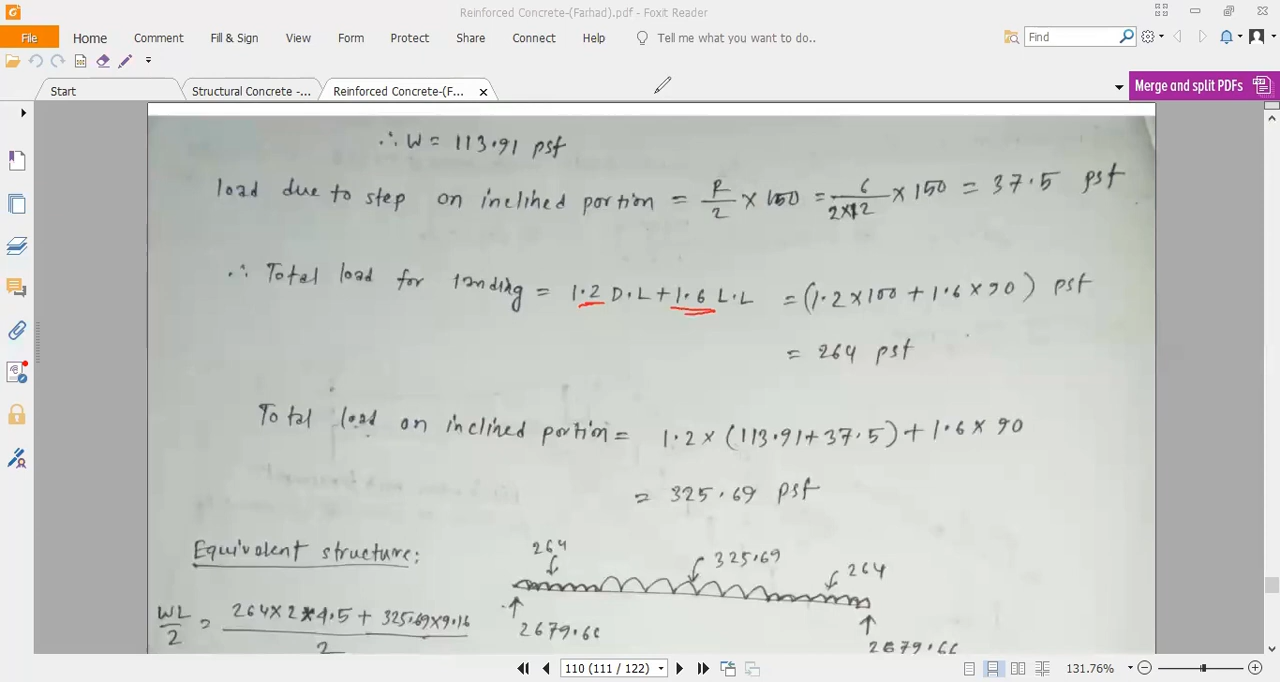 Reinforced Concrete-(Farhad).pdf - Foxit Reader
File Home Comment Fill & Sign View Form Protect Share Connect Help Tell me what you want to do.. Find
Start Structural Concrete -... Reinforced Concrete-(F... Merge and split PDFs
∴ W = 113.91 psf
load due to step on inclined portion = R/2 × 150 = 6/2×12 × 150 = 37.5 psf
∴ Total load for landing = 1.2 D.L + 1.6 L.L = (1.2×100 + 1.6×90) psf
= 264 psf
Total load on inclined portion = 1.2 × (113.91+37.5) + 1.6 × 90
= 325.69 psf
Equivalent structure:
264 325.69 264
WL/2 = 264×2×4.5 + 325.69×9.16 / 2
2679.66 2679.66
110 (111 / 122) 131.76%